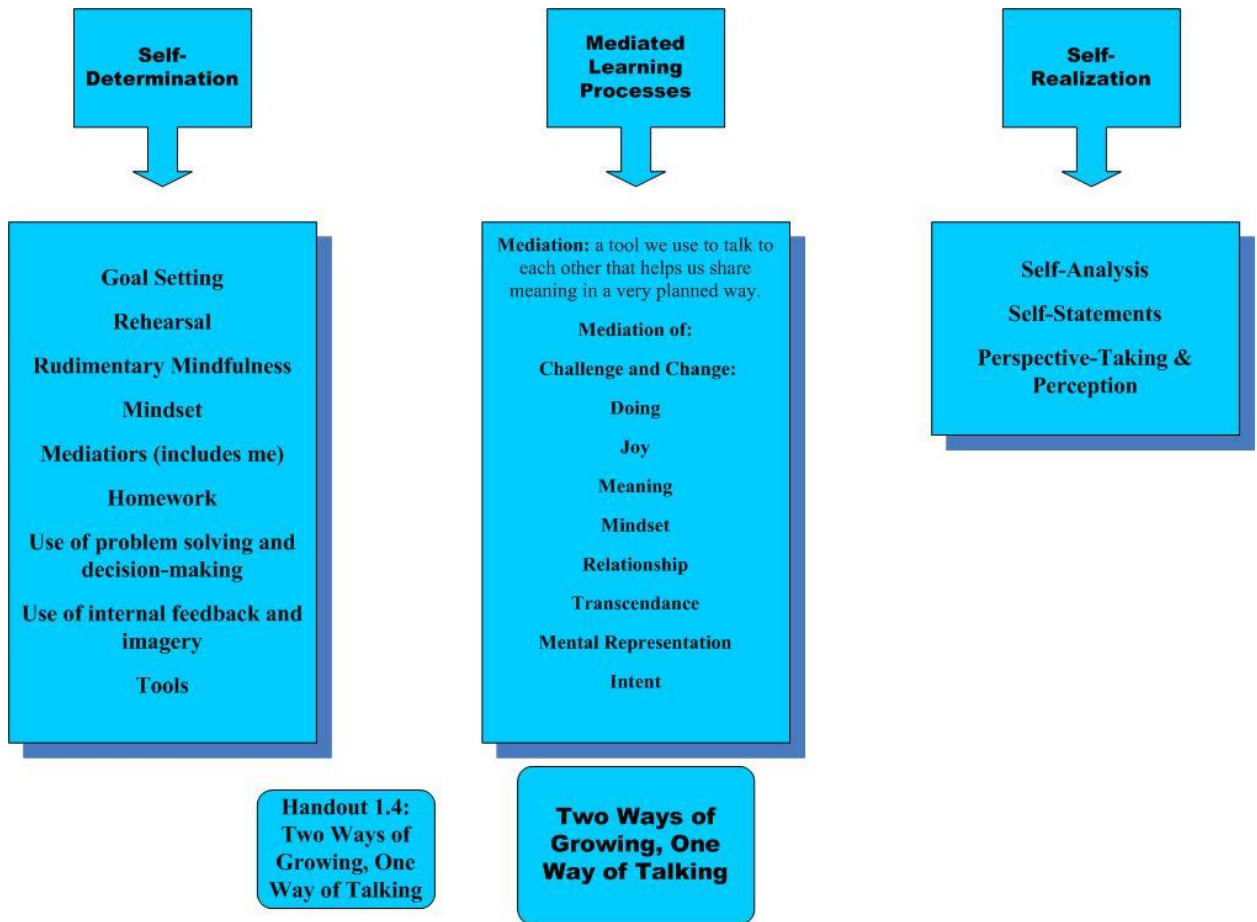 Self-
Determination
Mediated
Learning
Processes
Self-
Realization
Goal Setting
Rehearsal
Rudimentary Mindfulness
Mindset
Mediatiors (includes me)
Homework
Use of problem solving and
decision-making
Use of internal feedback and
imagery
Tools
Mediation: a tool we use to talk to
each other that helps us share
meaning in a very planned way.
Mediation of:
Challenge and Change:
Doing
Joy
Meaning
Mindset
Relationship
Transcendance
Mental Representation
Intent
Self-Analysis
Self-Statements
Perspective-Taking &
Perception
Handout 1.4:
Two Ways of
Growing, One
Way of Talking
Two Ways of
Growing, One
Way of Talking